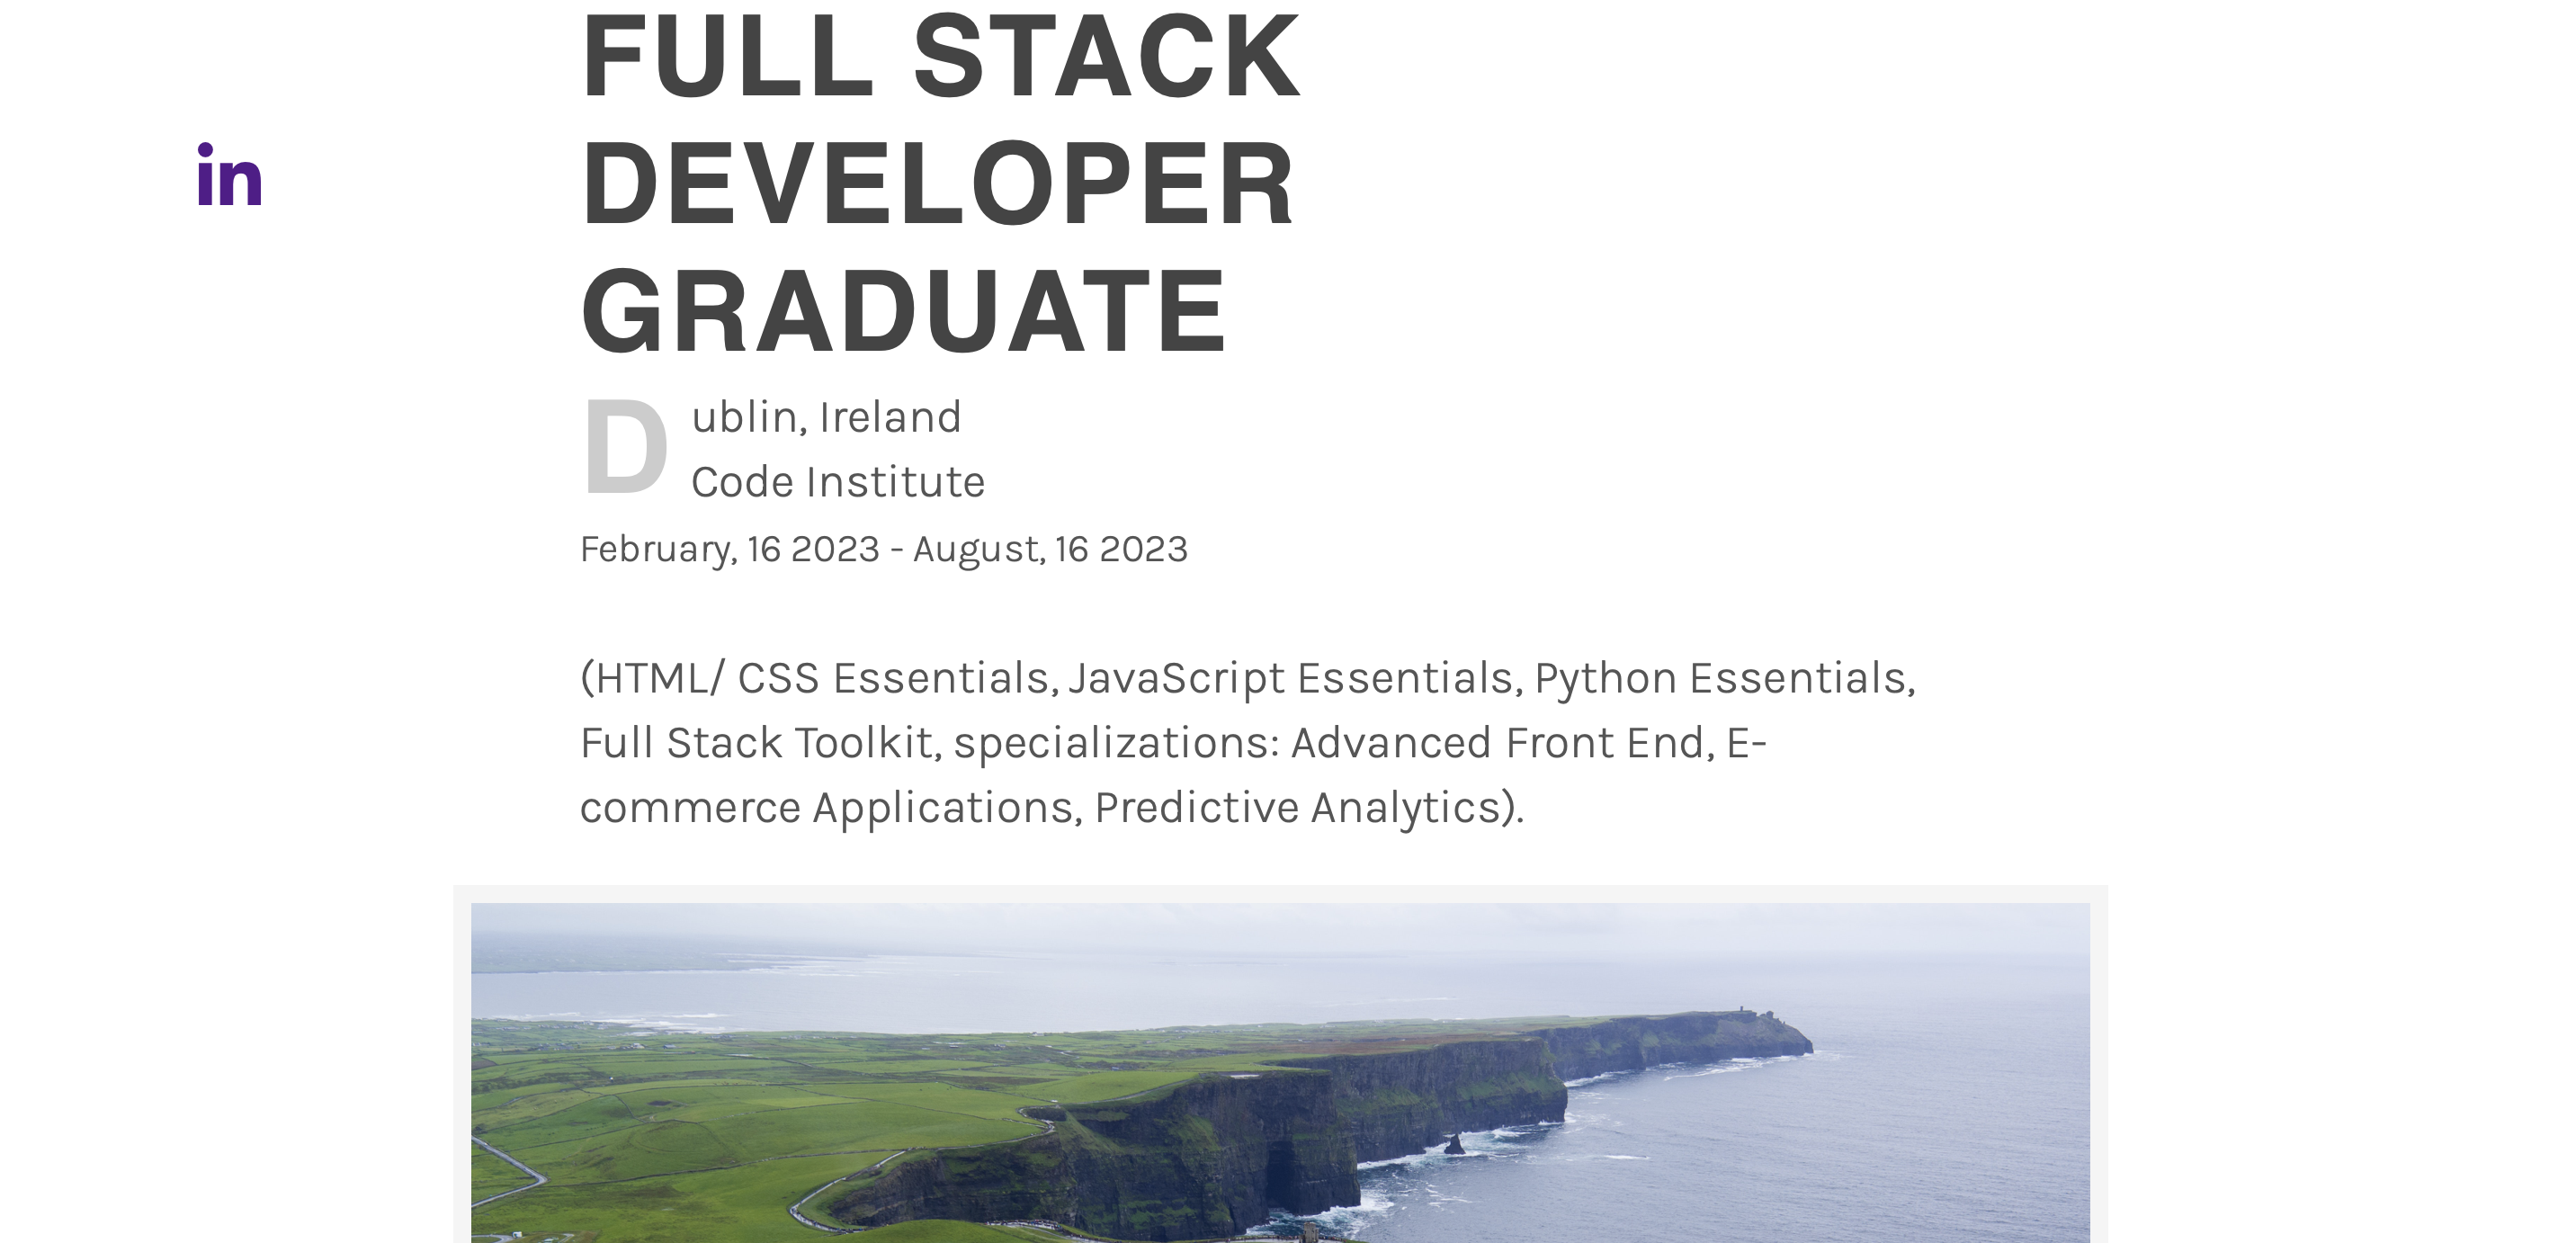 FULL STACK
DEVELOPER
GRADUATE
in
Dublin, Ireland
Code Institute
February, 16 2023 - August, 16 2023
(HTML/ CSS Essentials, JavaScript Essentials, Python Essentials,
Full Stack Toolkit, specializations: Advanced Front End, E-
commerce Applications, Predictive Analytics).